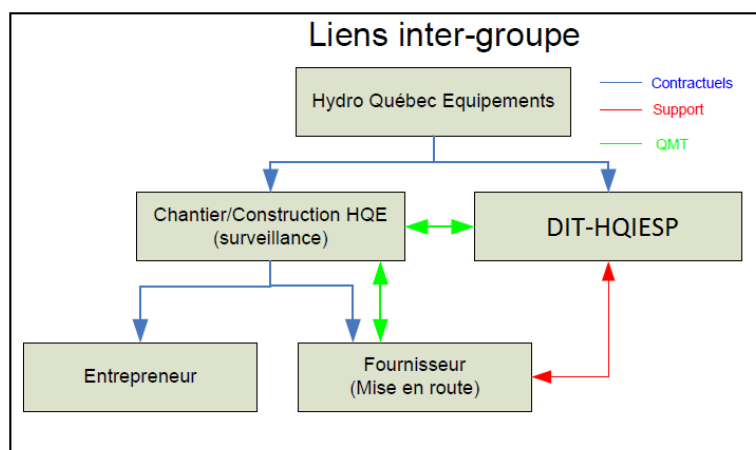 Liens inter-groupe
Hydro Québec Equipements
Contractuels
Support
QMT
Chantier/Construction HQE
(surveillance)
DIT-HQIESP
Entrepreneur
Fournisseur
(Mise en route)